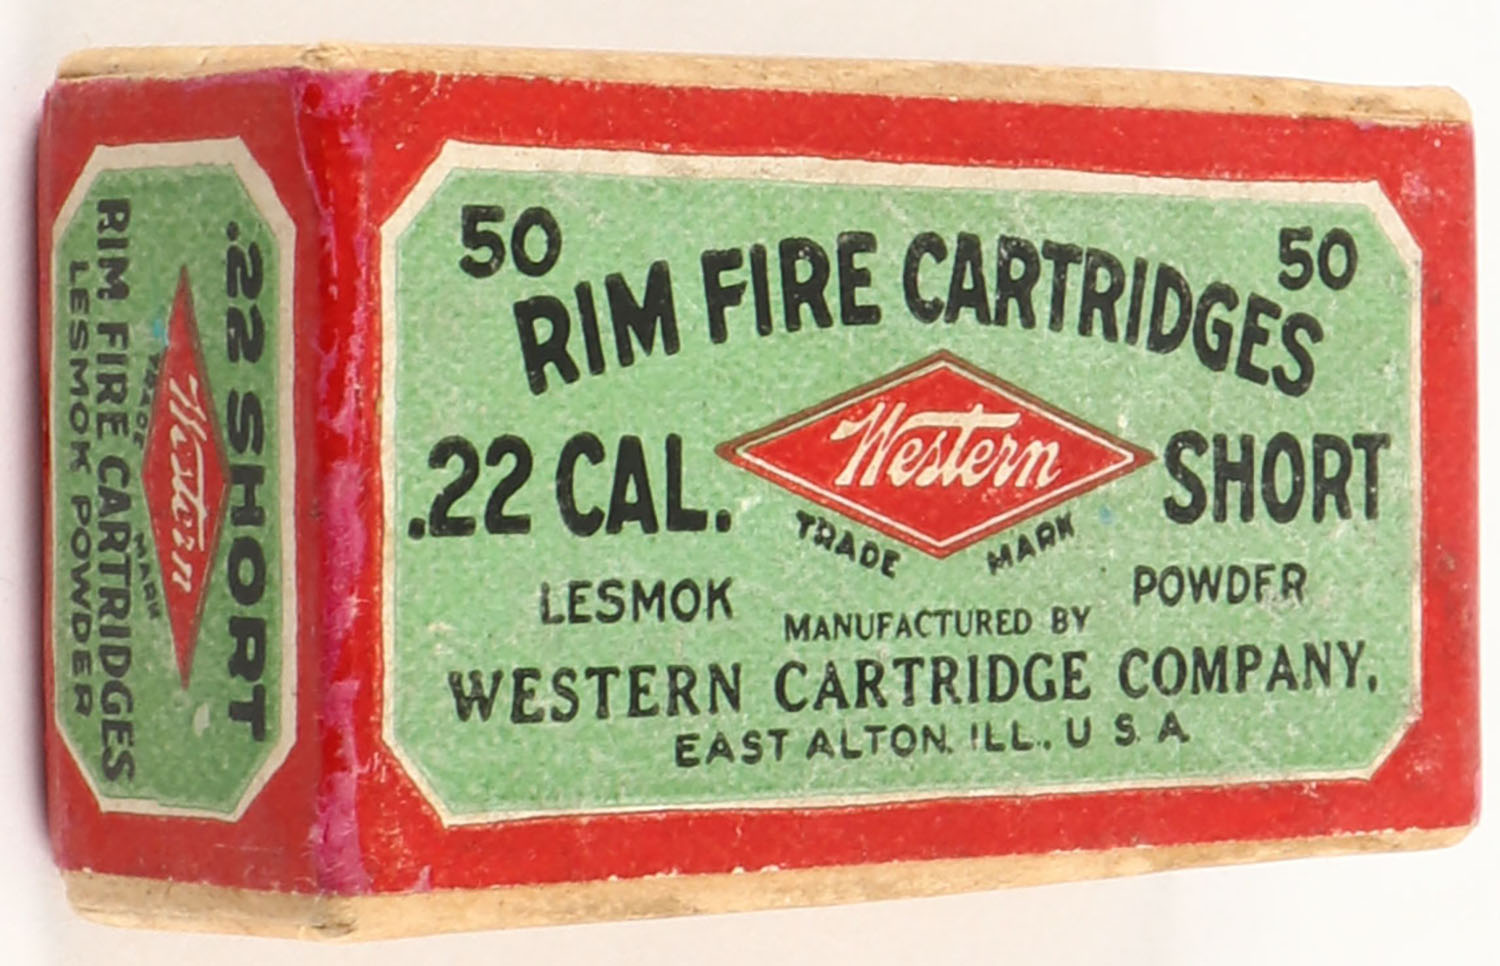 50 50
RIM FIRE CARTRIDGES
.22 CAL. Western SHORT
TRADE MARK
LESMOK POWDER
MANUFACTURED BY
WESTERN CARTRIDGE COMPANY,
EAST ALTON, ILL., U.S.A.
.22 SHORT
Western
TRADE MARK
RIM FIRE CARTRIDGES
LESMOK POWDER